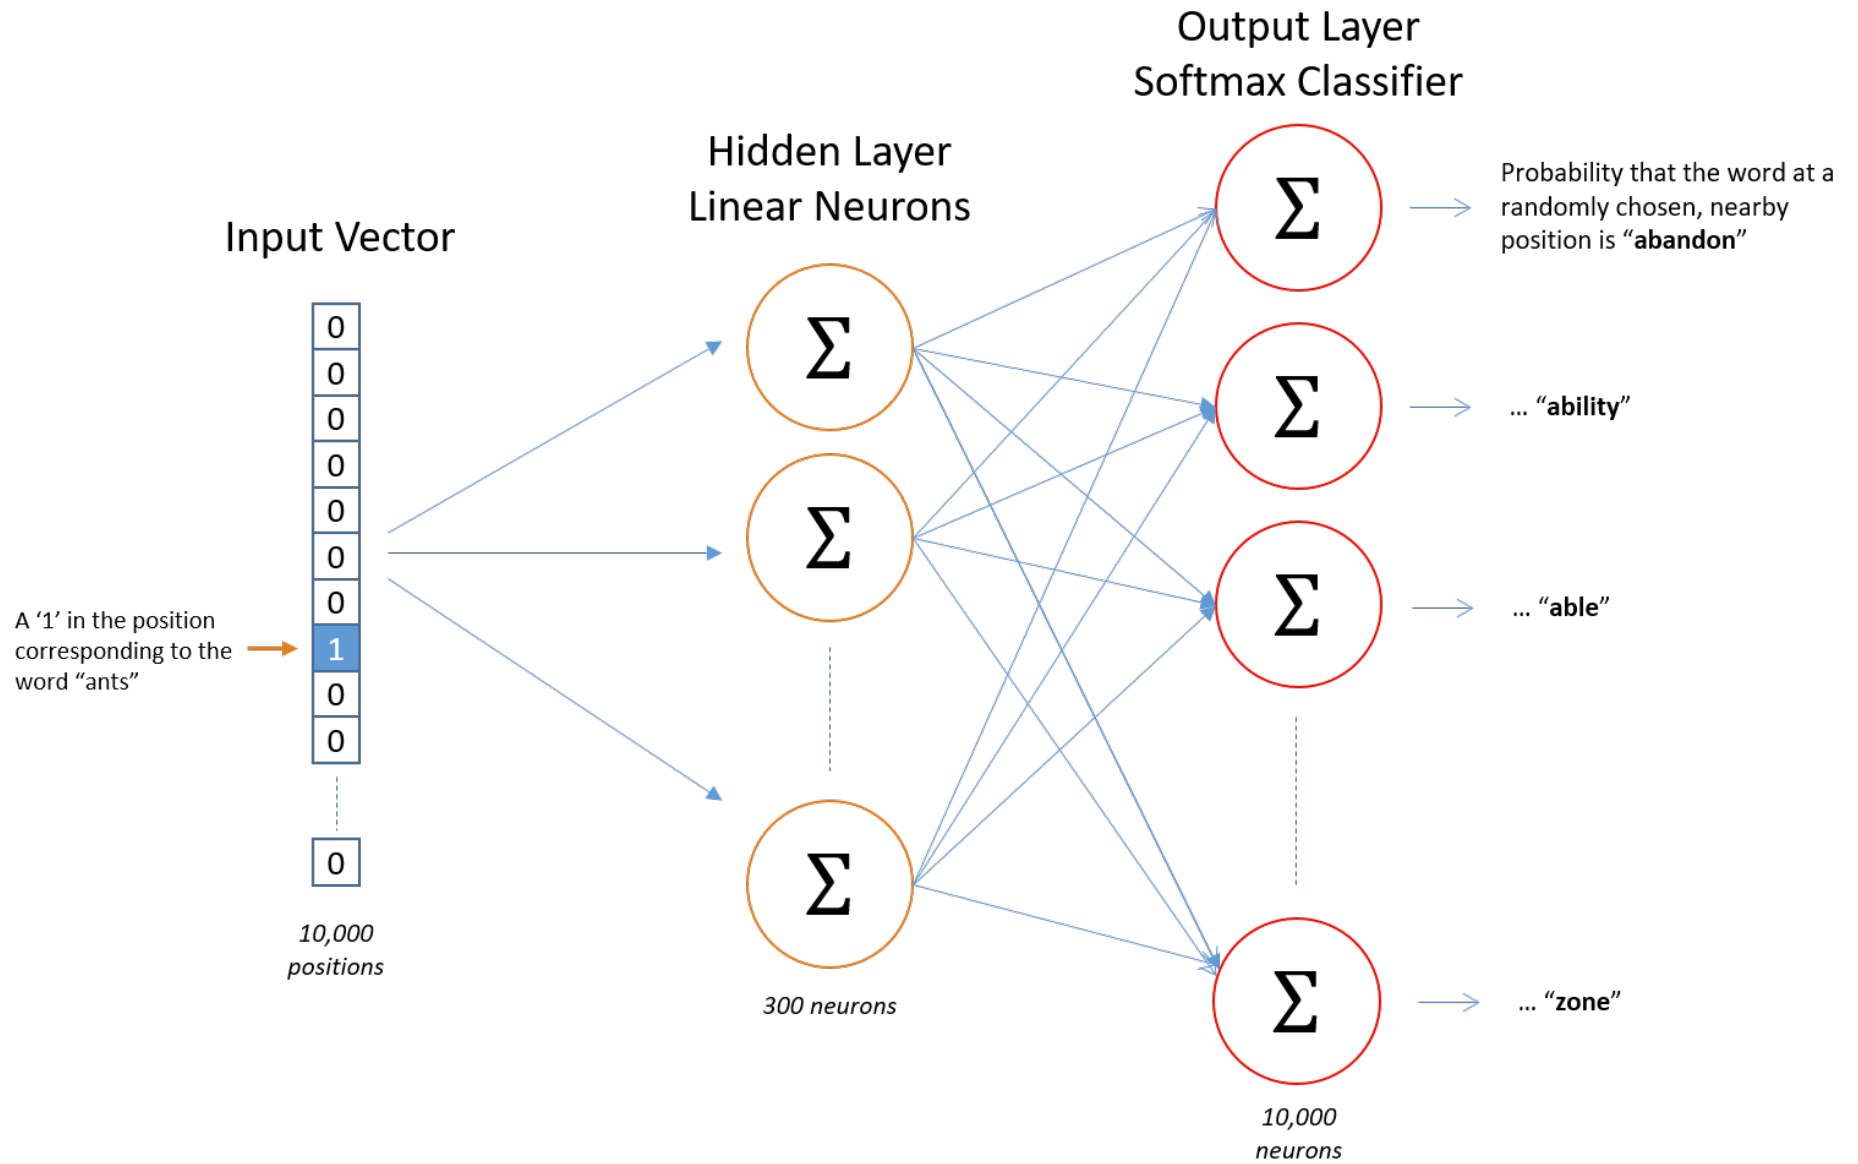 Output Layer
Softmax Classifier
Hidden Layer
Linear Neurons
Input Vector
0
0
0
0
0
0
0
1
0
0
0
A ‘1’ in the position
corresponding to the
word “ants”
10,000
positions
Σ
Σ
Σ
300 neurons
Σ
Σ
Σ
Σ
10,000
neurons
Probability that the word at a
randomly chosen, nearby
position is “abandon”
... “ability”
... “able”
... “zone”